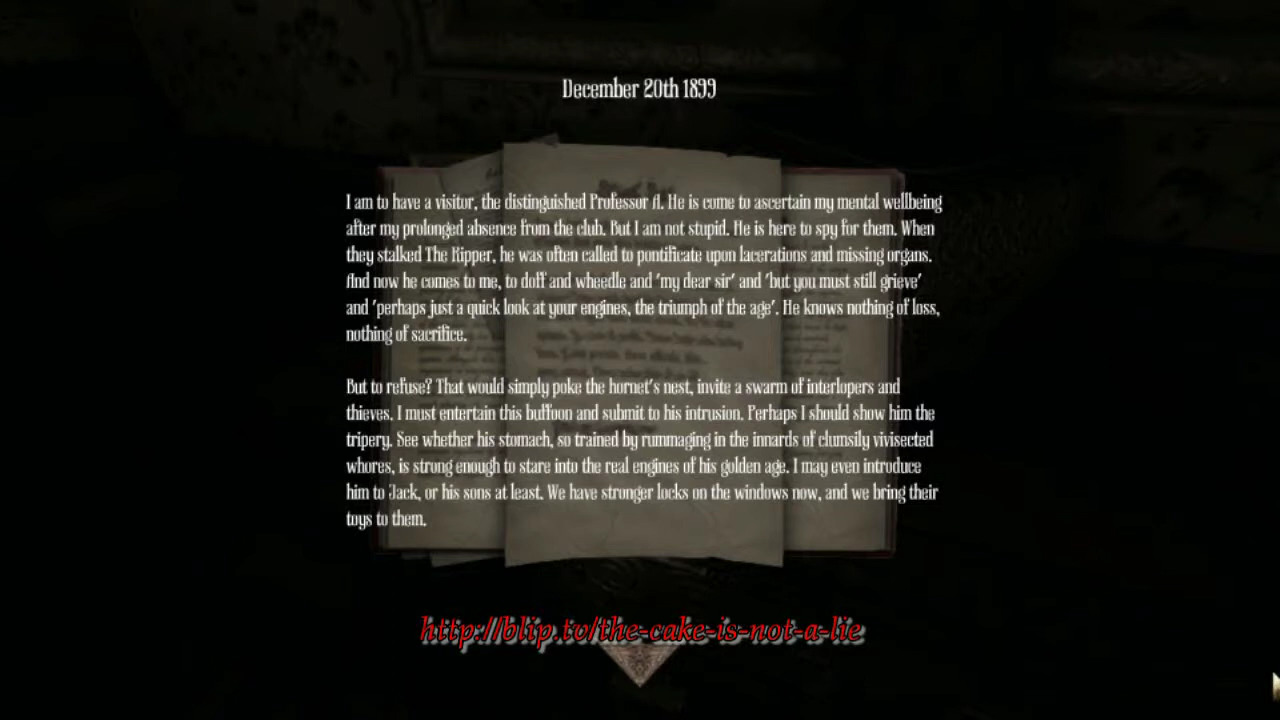 December 20th 1899
I am to have a visitor, the distinguished Professor A. He is come to ascertain my mental wellbeing
after my prolonged absence from the club. But I am not stupid. He is here to spy for them. When
they stalked The Ripper, he was often called to pontificate upon lacerations and missing organs.
And now he comes to me, to doff and wheedle and 'my dear sir' and 'but you must still grieve'
and 'perhaps just a quick look at your engines, the triumph of the age'. He knows nothing of loss,
nothing of sacrifice.
But to refuse? That would simply poke the hornet's nest, invite a swarm of interlopers and
thieves. I must entertain this buffoon and submit to his intrusion. Perhaps I should show him the
tripery. See whether his stomach, so trained by rummaging in the innards of clumsily vivisected
whores, is strong enough to stare into the real engines of his golden age. I may even introduce
him to Jack, or his sons at least. We have stronger locks on the windows now, and we bring their
toys to them.
http://blip.tv/the-cake-is-not-a-lie